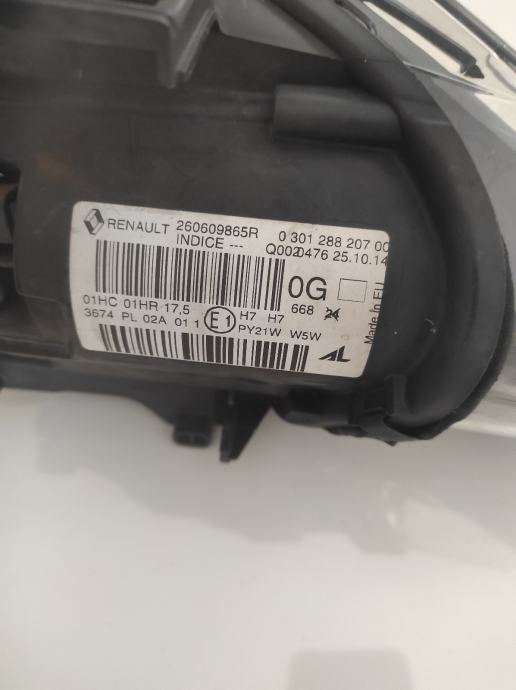 RENAULT 260609865R 0 301 288 207 00
INDICE --- Q0020476 25.10.14
0G
01HC 01HR 17,5 E1 H7 H7 668 24
3674 PL 02A 01 1 PY21W W5W
AL
Made in EU